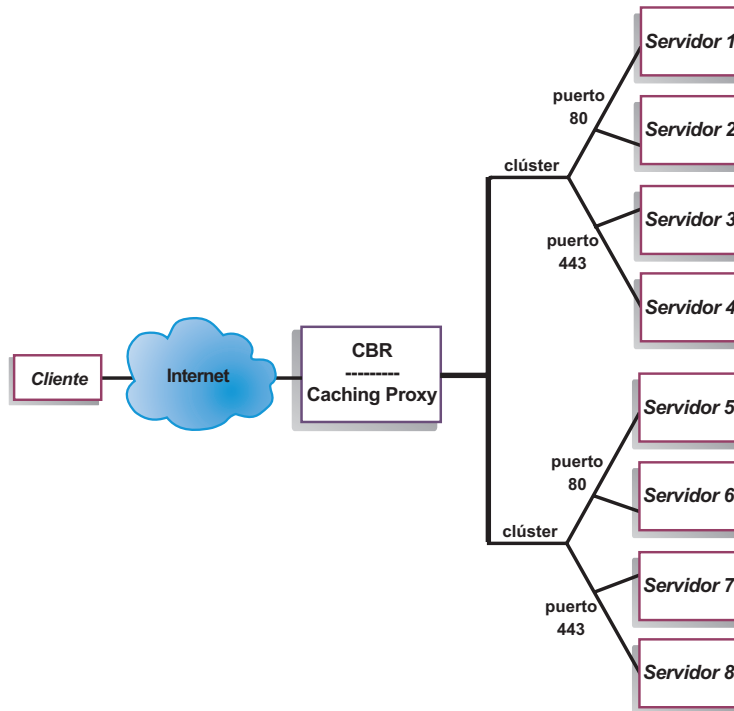 Cliente
Internet
CBR
---------
Caching Proxy
clúster
puerto
80
Servidor 1
Servidor 2
puerto
443
Servidor 3
Servidor 4
clúster
puerto
80
Servidor 5
Servidor 6
puerto
443
Servidor 7
Servidor 8